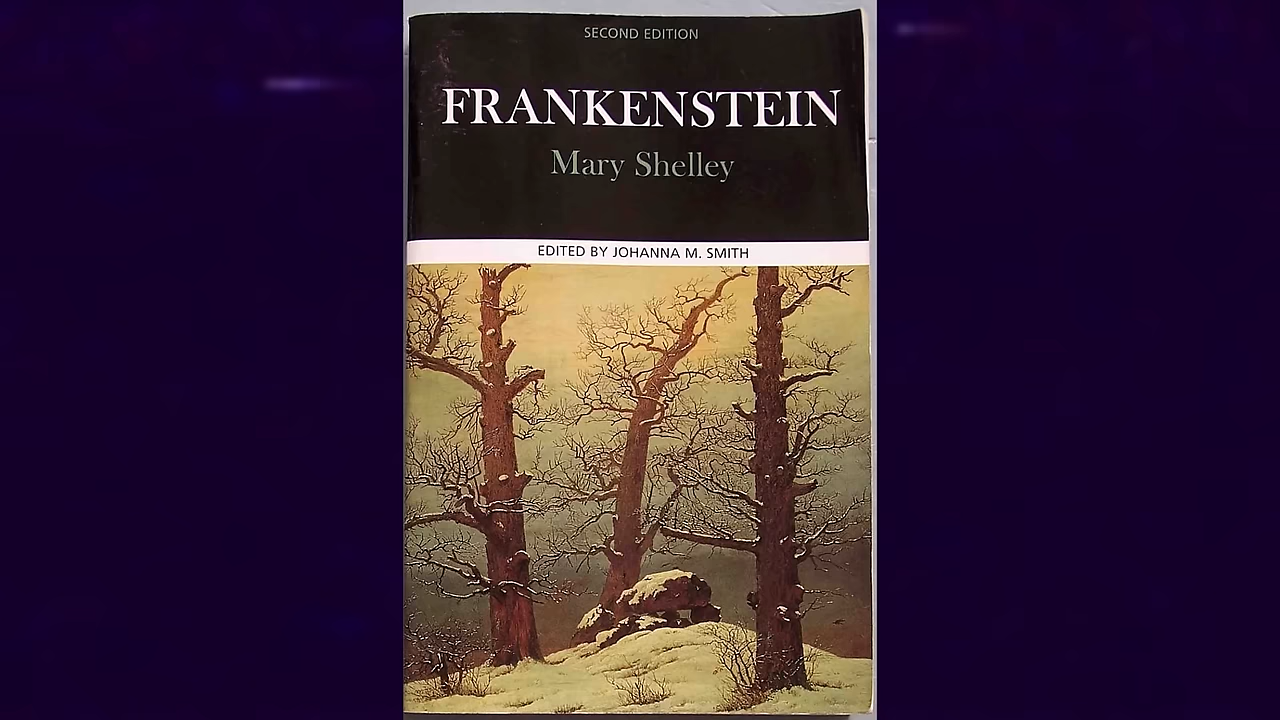 SECOND EDITION
FRANKENSTEIN
Mary Shelley
EDITED BY JOHANNA M. SMITH